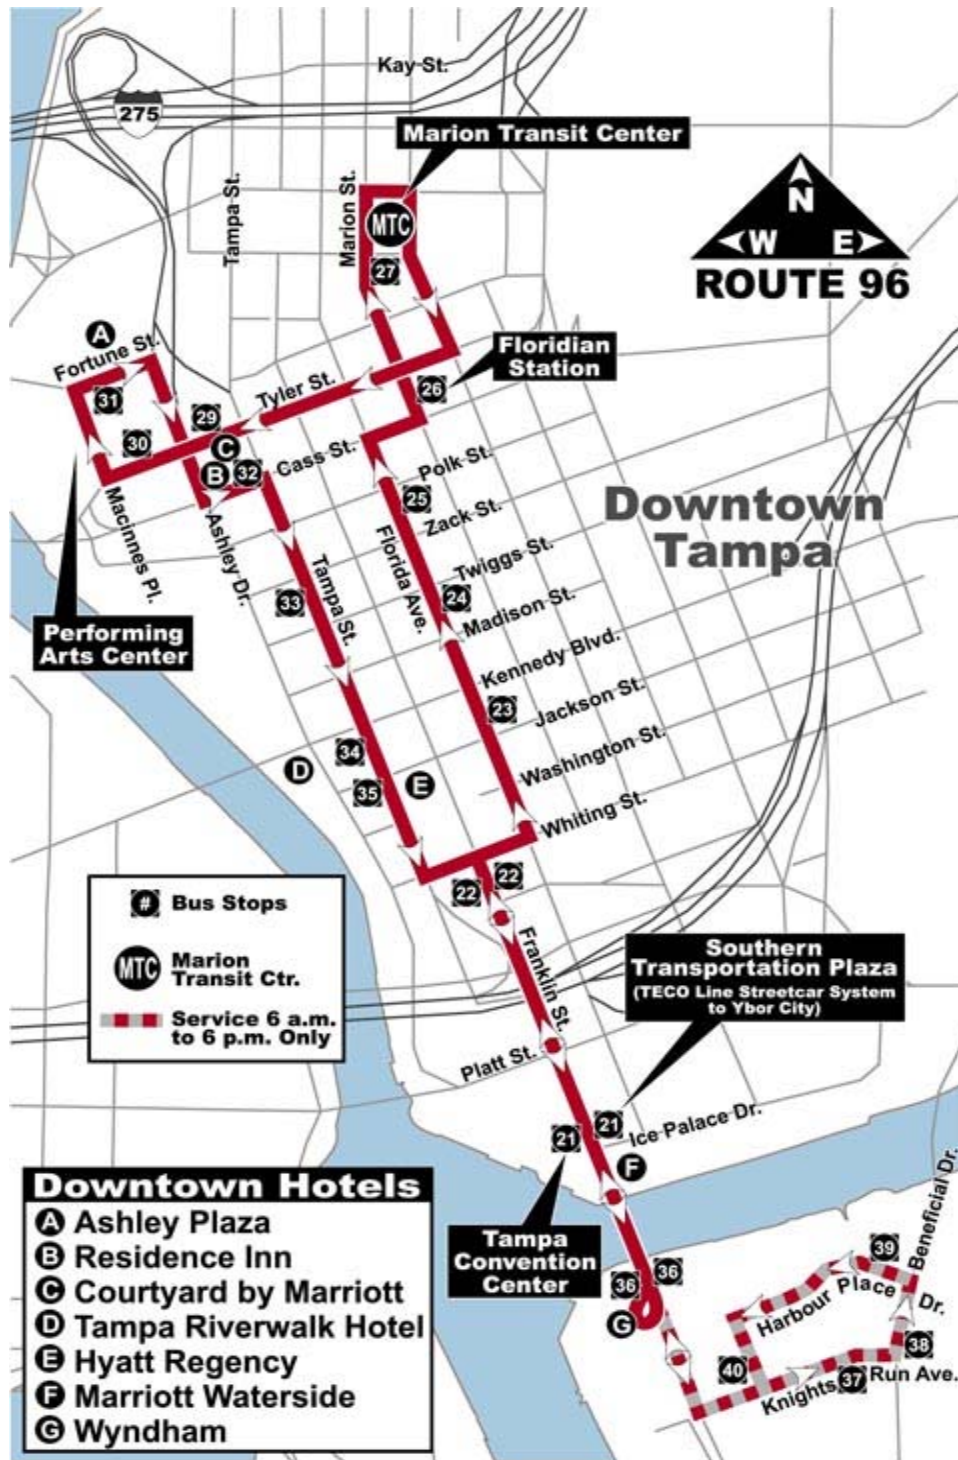 Kay St.
275
Marion Transit Center
Tampa St.
Marion St.
MTC
27
N
W E
ROUTE 96
A
Fortune St.
31
30
29
Tyler St.
Floridian
Station
26
C
B
32
Cass St.
Polk St.
25
Zack St.
Downtown
Tampa
Macinnes Pl.
Ashley Dr.
Tampa St.
Florida Ave.
Twiggs St.
33
24
Madison St.
Performing
Arts Center
Kennedy Blvd.
23
Jackson St.
34
D
35
E
Washington St.
Whiting St.
22
22
# Bus Stops
MTC Marion
Transit Ctr.
Service 6 a.m.
to 6 p.m. Only
Franklin St.
Southern
Transportation Plaza
(TECO Line Streetcar System
to Ybor City)
Platt St.
21
21
Ice Palace Dr.
F
Tampa
Convention
Center
36
36
G
Beneficial Dr.
39
Harbour Place Dr.
38
40
Knights
37
Run Ave.
Downtown Hotels
A Ashley Plaza
B Residence Inn
C Courtyard by Marriott
D Tampa Riverwalk Hotel
E Hyatt Regency
F Marriott Waterside
G Wyndham